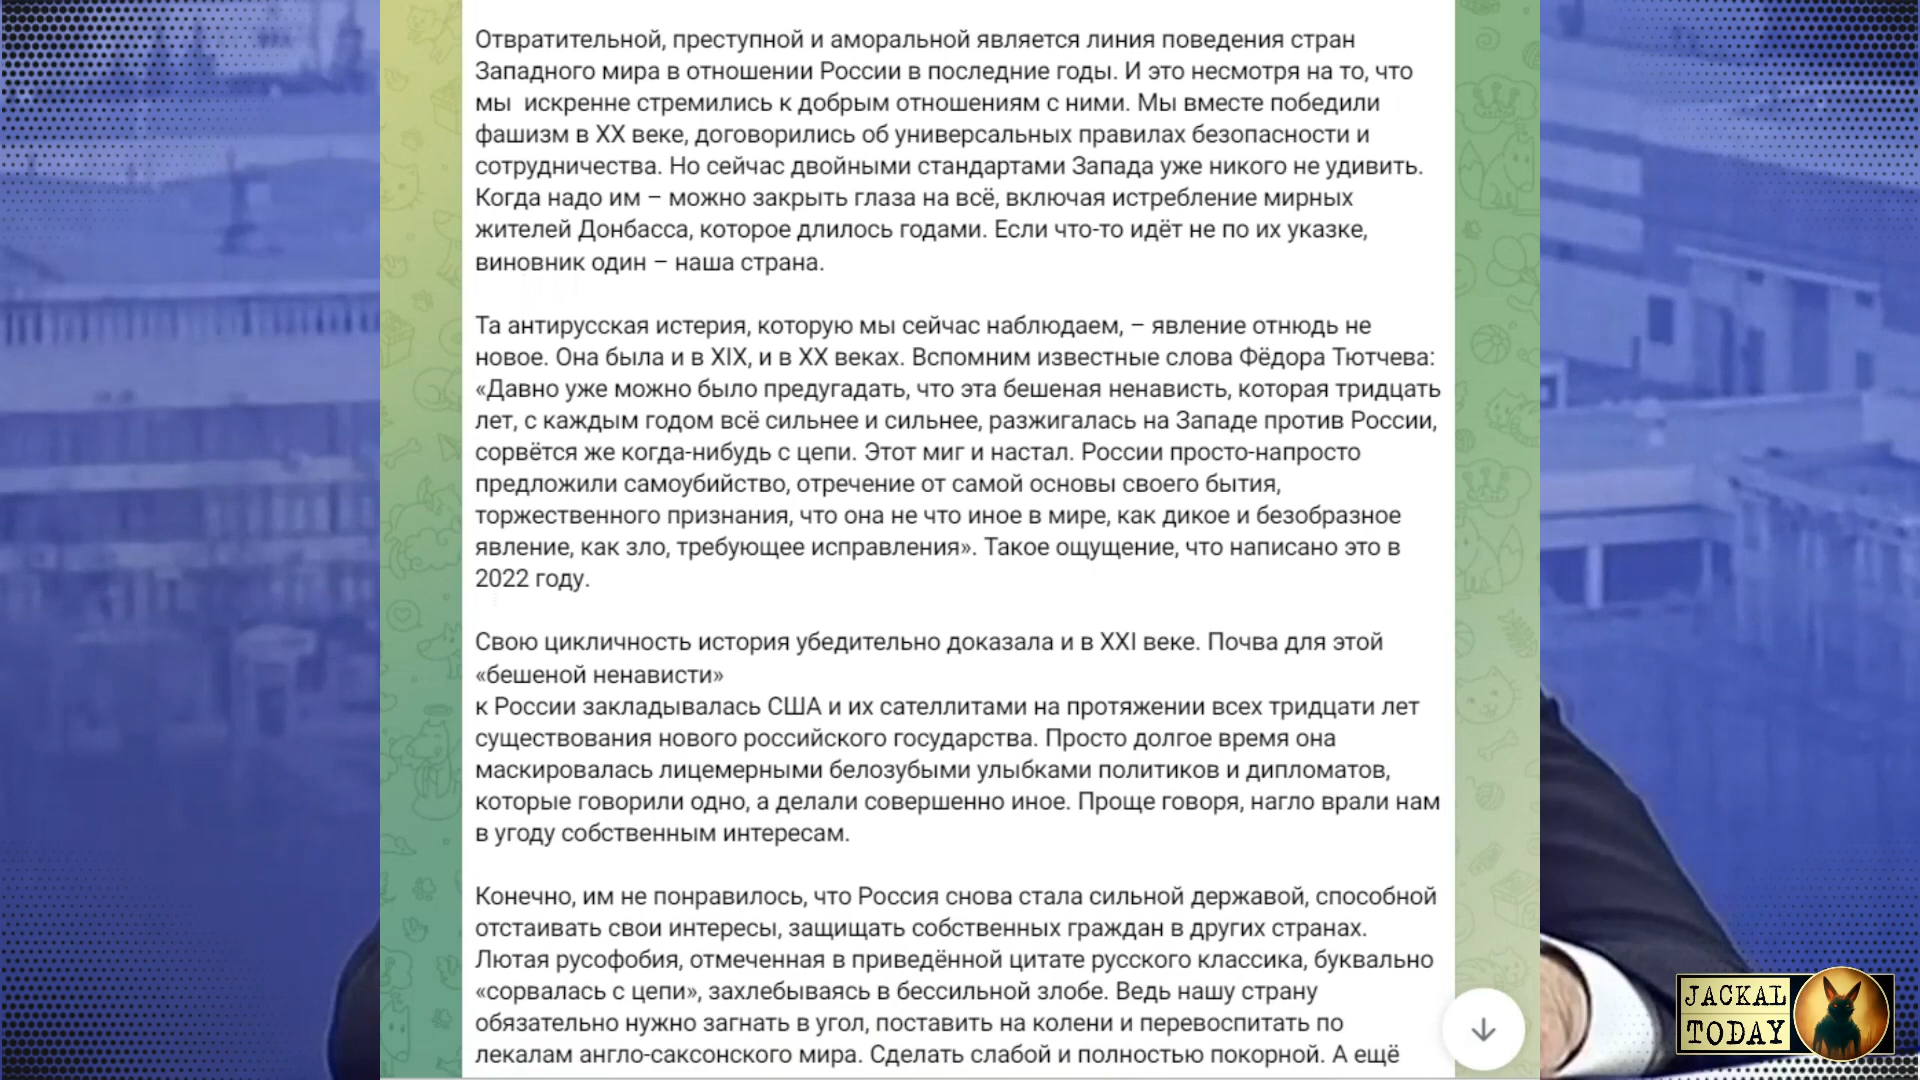 Отвратительной, преступной и аморальной является линия поведения стран
Западного мира в отношении России в последние годы. И это несмотря на то, что
мы искренне стремились к добрым отношениям с ними. Мы вместе победили
фашизм в XX веке, договорились об универсальных правилах безопасности и
сотрудничества. Но сейчас двойными стандартами Запада уже никого не удивить.
Когда надо им – можно закрыть глаза на всё, включая истребление мирных
жителей Донбасса, которое длилось годами. Если что-то идёт не по их указке,
виновник один – наша страна.
Та антирусская истерия, которую мы сейчас наблюдаем, – явление отнюдь не
новое. Она была и в XIX, и в XX веках. Вспомним известные слова Фёдора Тютчева:
«Давно уже можно было предугадать, что эта бешеная ненависть, которая тридцать
лет, с каждым годом всё сильнее и сильнее, разжигалась на Западе против России,
сорвётся же когда-нибудь с цепи. Этот миг и настал. России просто-напросто
предложили самоубийство, отречение от самой основы своего бытия,
торжественного признания, что она не что иное в мире, как дикое и безобразное
явление, как зло, требующее исправления». Такое ощущение, что написано это в
2022 году.
Свою цикличность история убедительно доказала и в XXI веке. Почва для этой
«бешеной ненависти»
к России закладывалась США и их сателлитами на протяжении всех тридцати лет
существования нового российского государства. Просто долгое время она
маскировалась лицемерными белозубыми улыбками политиков и дипломатов,
которые говорили одно, а делали совершенно иное. Проще говоря, нагло врали нам
в угоду собственным интересам.
Конечно, им не понравилось, что Россия снова стала сильной державой, способной
отстаивать свои интересы, защищать собственных граждан в других странах.
Лютая русофобия, отмеченная в приведённой цитате русского классика, буквально
«сорвалась с цепи», захлебываясь в бессильной злобе. Ведь нашу страну
обязательно нужно загнать в угол, поставить на колени и перевоспитать по
лекалам англо-саксонского мира. Сделать слабой и полностью покорной. А ещё
JACKAL
TODAY